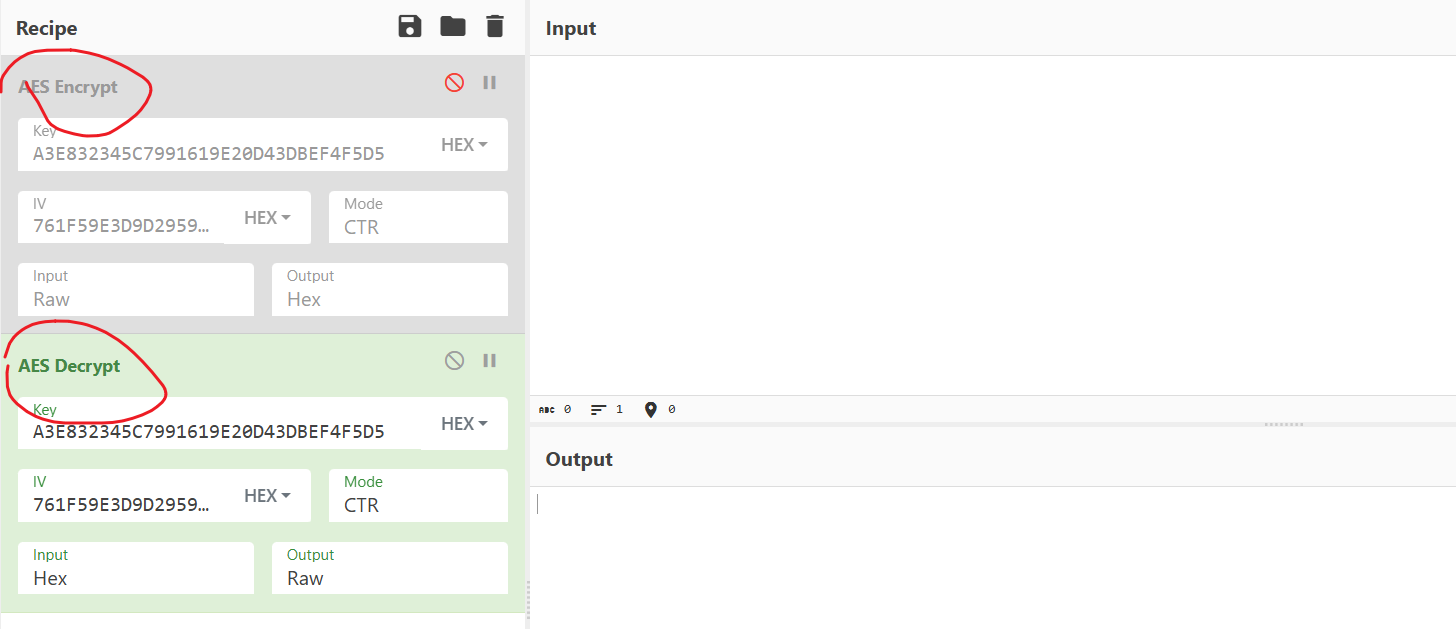 Recipe
Input
AES Encrypt
Key
A3E832345C7991619E20D43DBEF4F5D5
HEX
IV
761F59E3D9D2959...
HEX
Mode
CTR
Input
Raw
Output
Hex
AES Decrypt
Key
A3E832345C7991619E20D43DBEF4F5D5
HEX
IV
761F59E3D9D2959...
HEX
Mode
CTR
Input
Hex
Output
Raw
ABC 0 1 0
Output